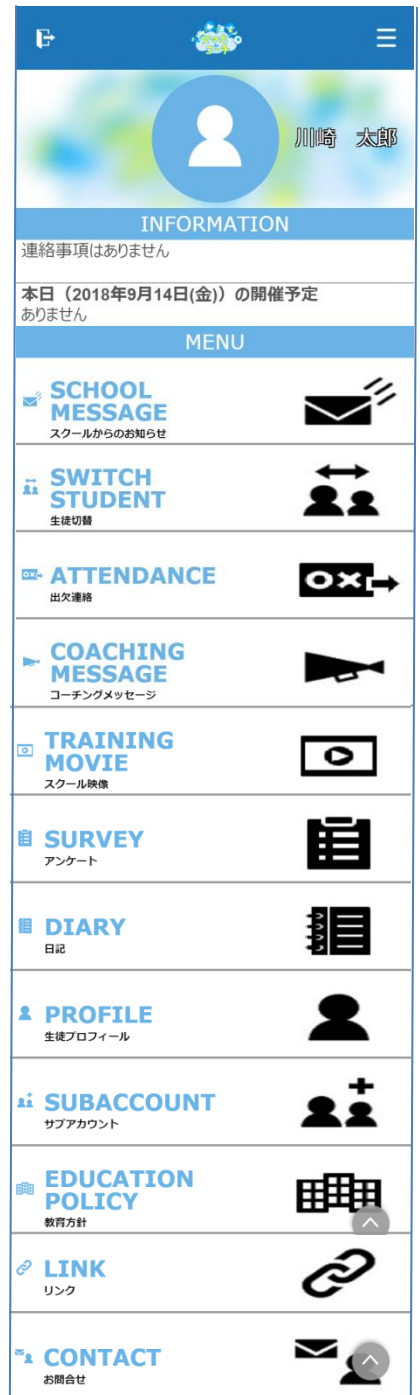 川崎 太郎
INFORMATION
連絡事項はありません
本日（2018年9月14日(金)）の開催予定
ありません
MENU
SCHOOL
MESSAGE
スクールからのお知らせ
SWITCH
STUDENT
生徒切替
ATTENDANCE
出欠連絡
COACHING
MESSAGE
コーチングメッセージ
TRAINING
MOVIE
スクール映像
SURVEY
アンケート
DIARY
日記
PROFILE
生徒プロフィール
SUBACCOUNT
サブアカウント
EDUCATION
POLICY
教育方針
LINK
リンク
CONTACT
お問合せ